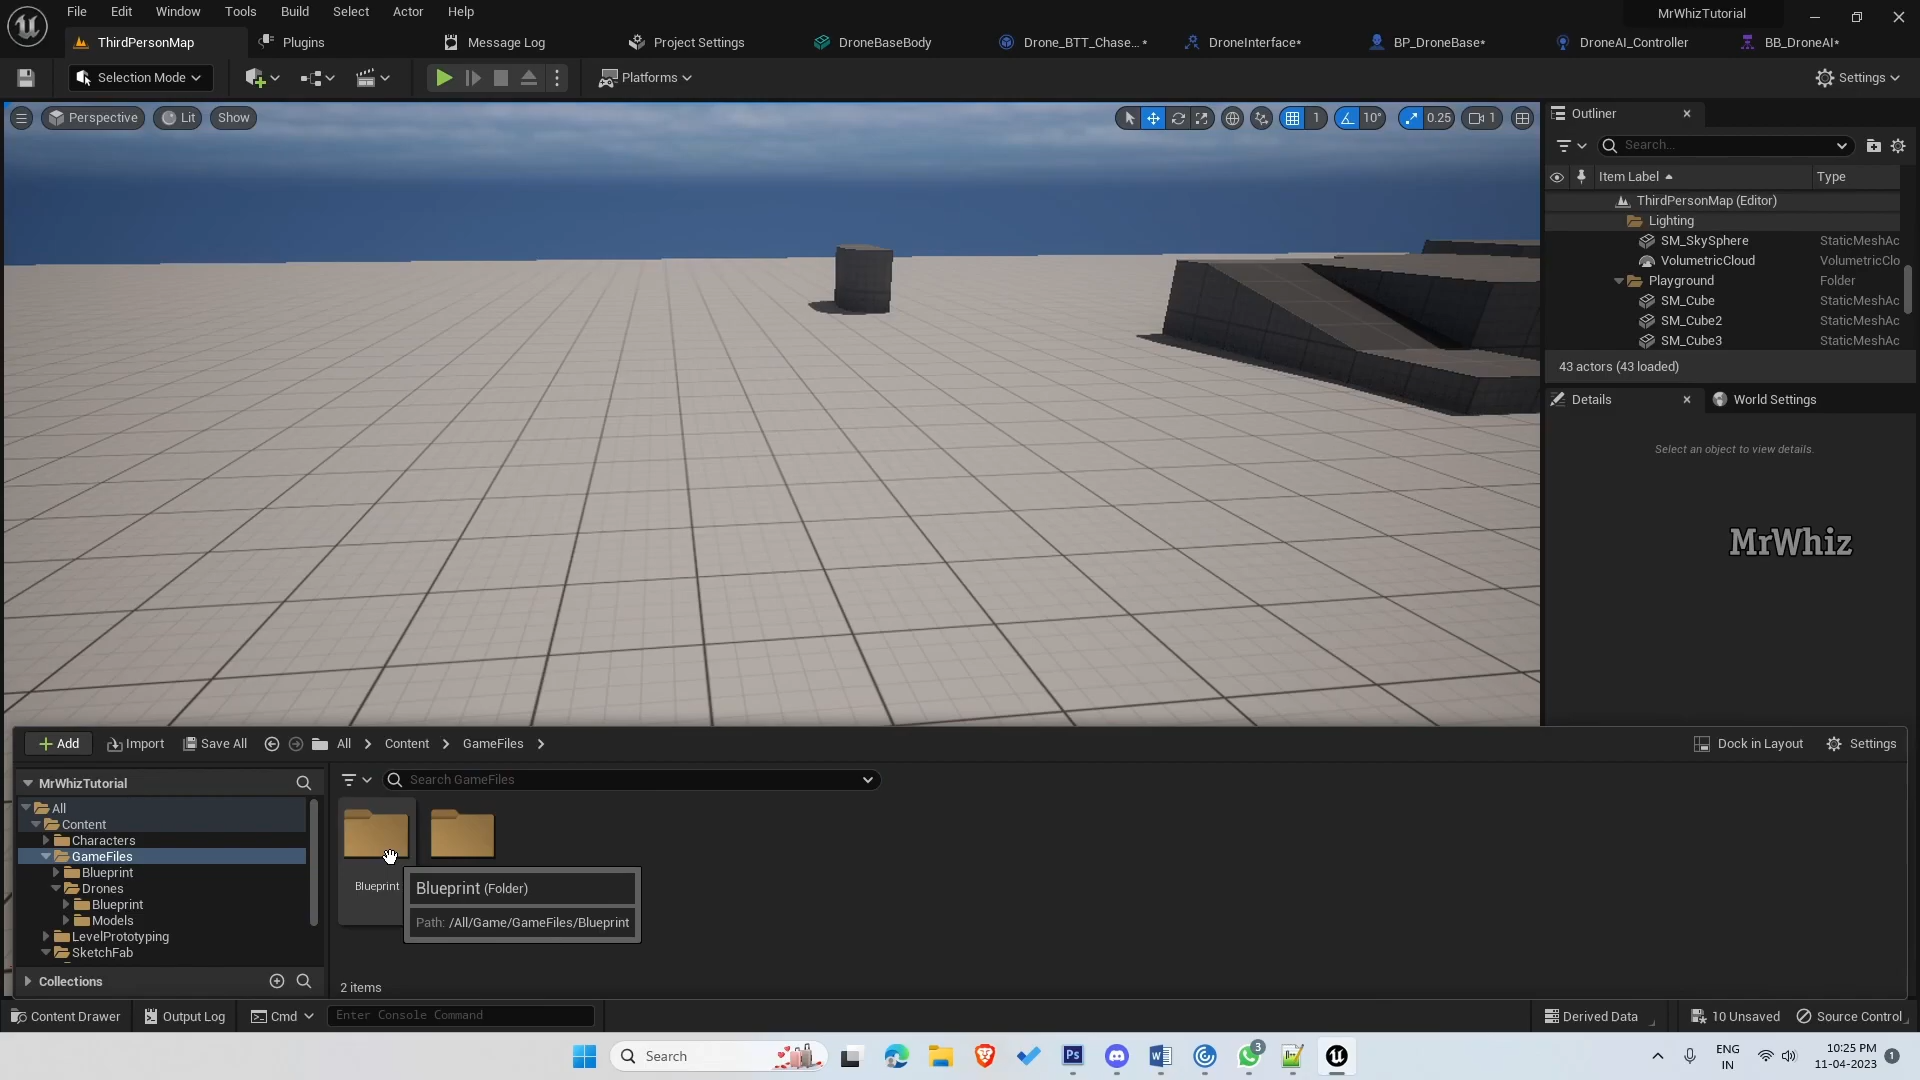 File Edit Window Tools Build Select Actor Help
MrWhizTutorial
ThirdPersonMap
Plugins
Message Log
Project Settings
DroneBaseBody
Drone_BTT_Chase... *
DroneInterface*
BP_DroneBase*
DroneAI_Controller
BB_DroneAI*
Selection Mode
Platforms
Settings
Perspective
Lit
Show
1
10°
0.25
1
Outliner
Search...
Item Label
Type
ThirdPersonMap (Editor)
Lighting
SM_SkySphere StaticMeshAc
VolumetricCloud VolumetricClo
Playground Folder
SM_Cube StaticMeshAc
SM_Cube2 StaticMeshAc
SM_Cube3 StaticMeshAc
43 actors (43 loaded)
Details
World Settings
Select an object to view details.
MrWhiz
Add
Import
Save All
All
Content
GameFiles
Dock in Layout
Settings
MrWhizTutorial
Search GameFiles
All
Content
Characters
GameFiles
Blueprint
Drones
Blueprint
Models
LevelPrototyping
SketchFab
Collections
Blueprint
Blueprint (Folder)
Path: /All/Game/GameFiles/Blueprint
2 items
Content Drawer
Output Log
Cmd
Enter Console Command
Derived Data
10 Unsaved
Source Control
Search
Ps
3
ENG
IN
10:25 PM
11-04-2023
1